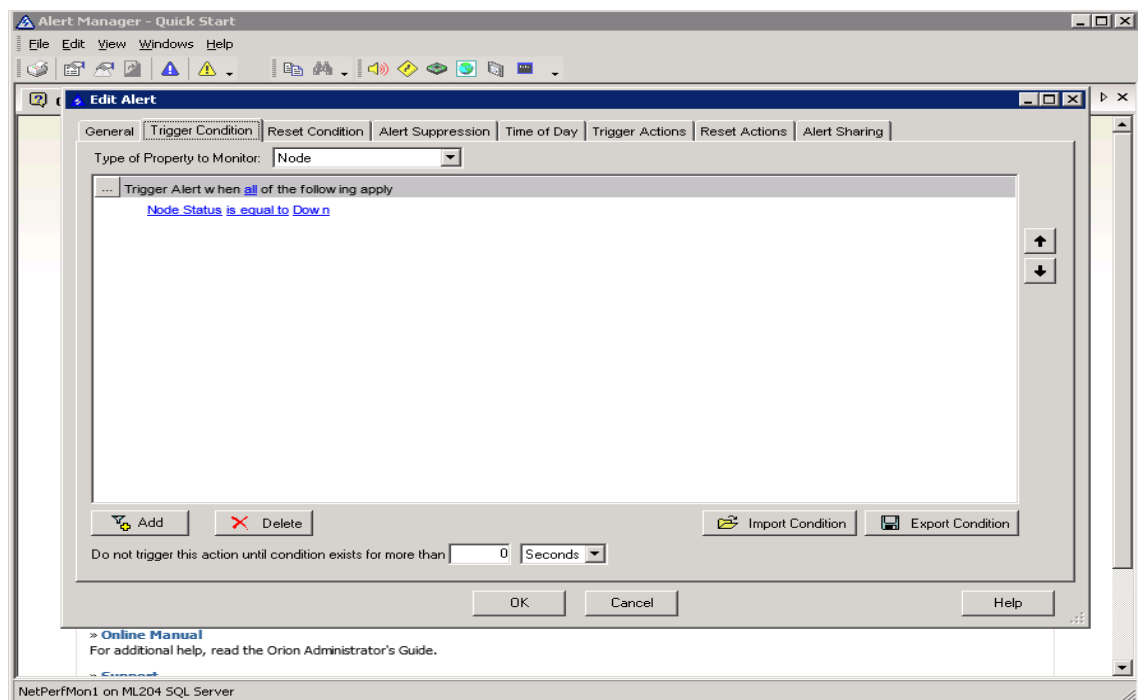 Alert Manager - Quick Start
File Edit View Windows Help
Edit Alert
General Trigger Condition Reset Condition Alert Suppression Time of Day Trigger Actions Reset Actions Alert Sharing
Type of Property to Monitor: Node
... Trigger Alert when all of the following apply
Node Status is equal to Down
Add Delete Import Condition Export Condition
Do not trigger this action until condition exists for more than 0 Seconds
OK Cancel Help
» Online Manual
For additional help, read the Orion Administrator's Guide.
» Support
NetPerfMon1 on ML204 SQL Server